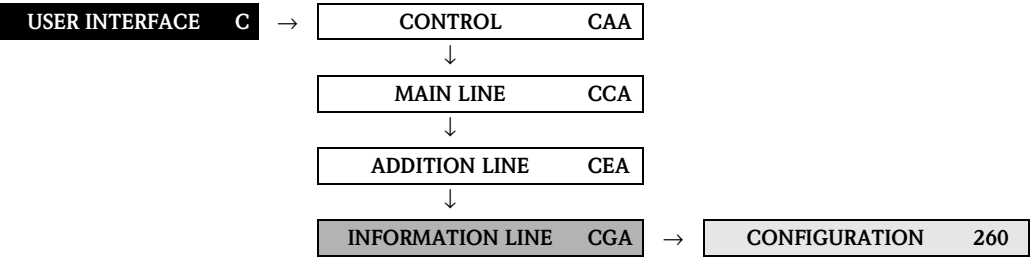 USER INTERFACE C → CONTROL CAA
↓
MAIN LINE CCA
↓
ADDITION LINE CEA
↓
INFORMATION LINE CGA → CONFIGURATION 260